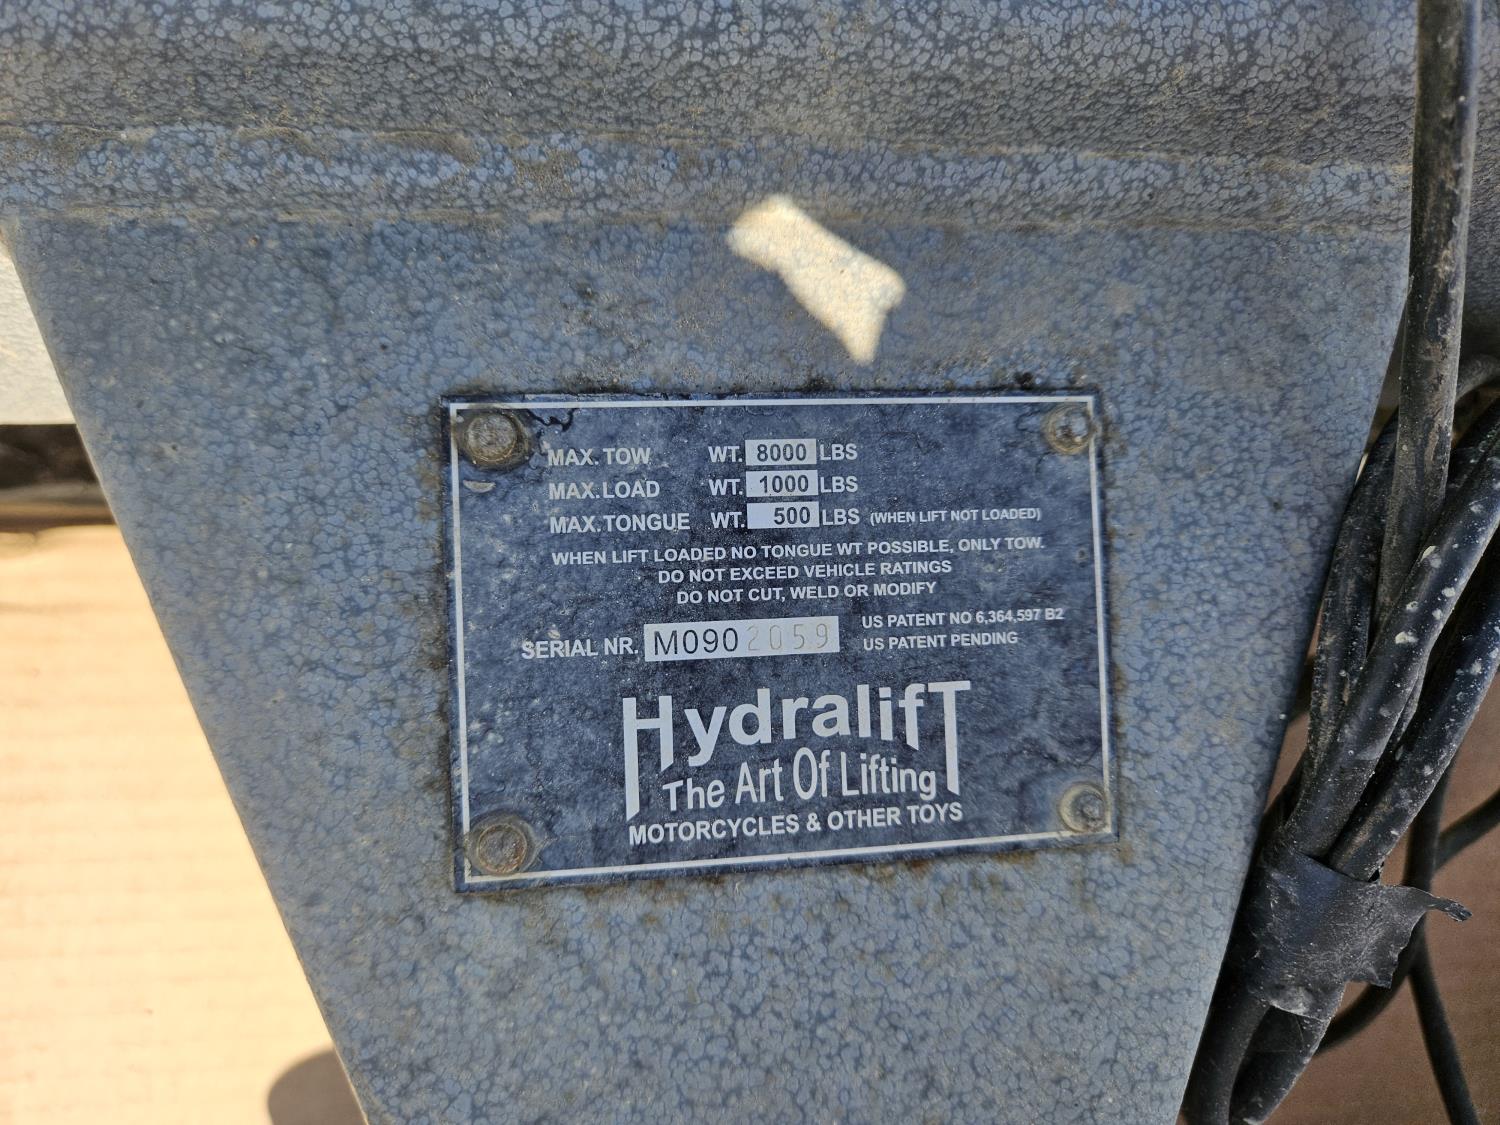 MAX. TOW WT. 8000 LBS
MAX. LOAD WT. 1000 LBS
MAX. TONGUE WT. 500 LBS (WHEN LIFT NOT LOADED)
WHEN LIFT LOADED NO TONGUE WT POSSIBLE, ONLY TOW.
DO NOT EXCEED VEHICLE RATINGS
DO NOT CUT, WELD OR MODIFY
SERIAL NR. M0902059
US PATENT NO 6,364,597 B2
US PATENT PENDING
HydralifT
The Art Of Lifting
MOTORCYCLES & OTHER TOYS